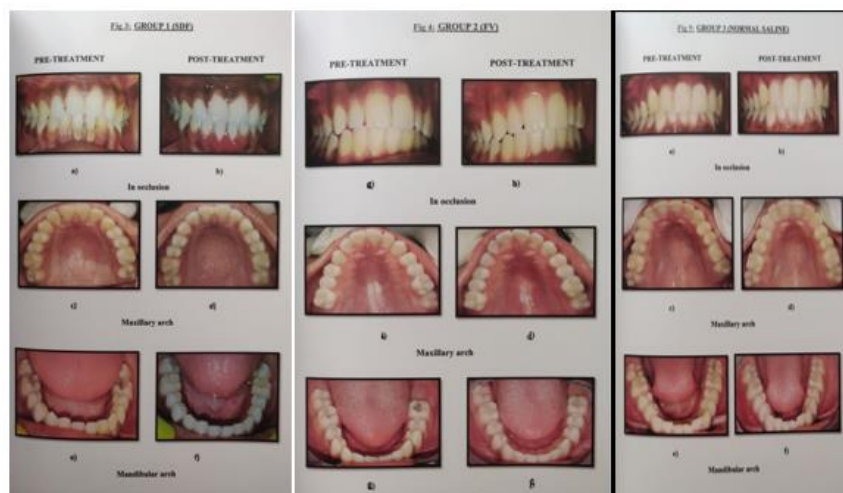 Fig 3: GROUP 1 (SDF)
PRE-TREATMENT POST-TREATMENT
a) b)
In occlusion
c) d)
Maxillary arch
e) f)
Mandibular arch
Fig 4: GROUP 2 (FV)
PRE-TREATMENT POST-TREATMENT
g) h)
In occlusion
d)
Maxillary arch
Fig 5: GROUP 3 (NORMAL SALINE)
PRE-TREATMENT POST-TREATMENT
a) b)
In occlusion
c) d)
Maxillary arch
e) f)
Mandibular arch